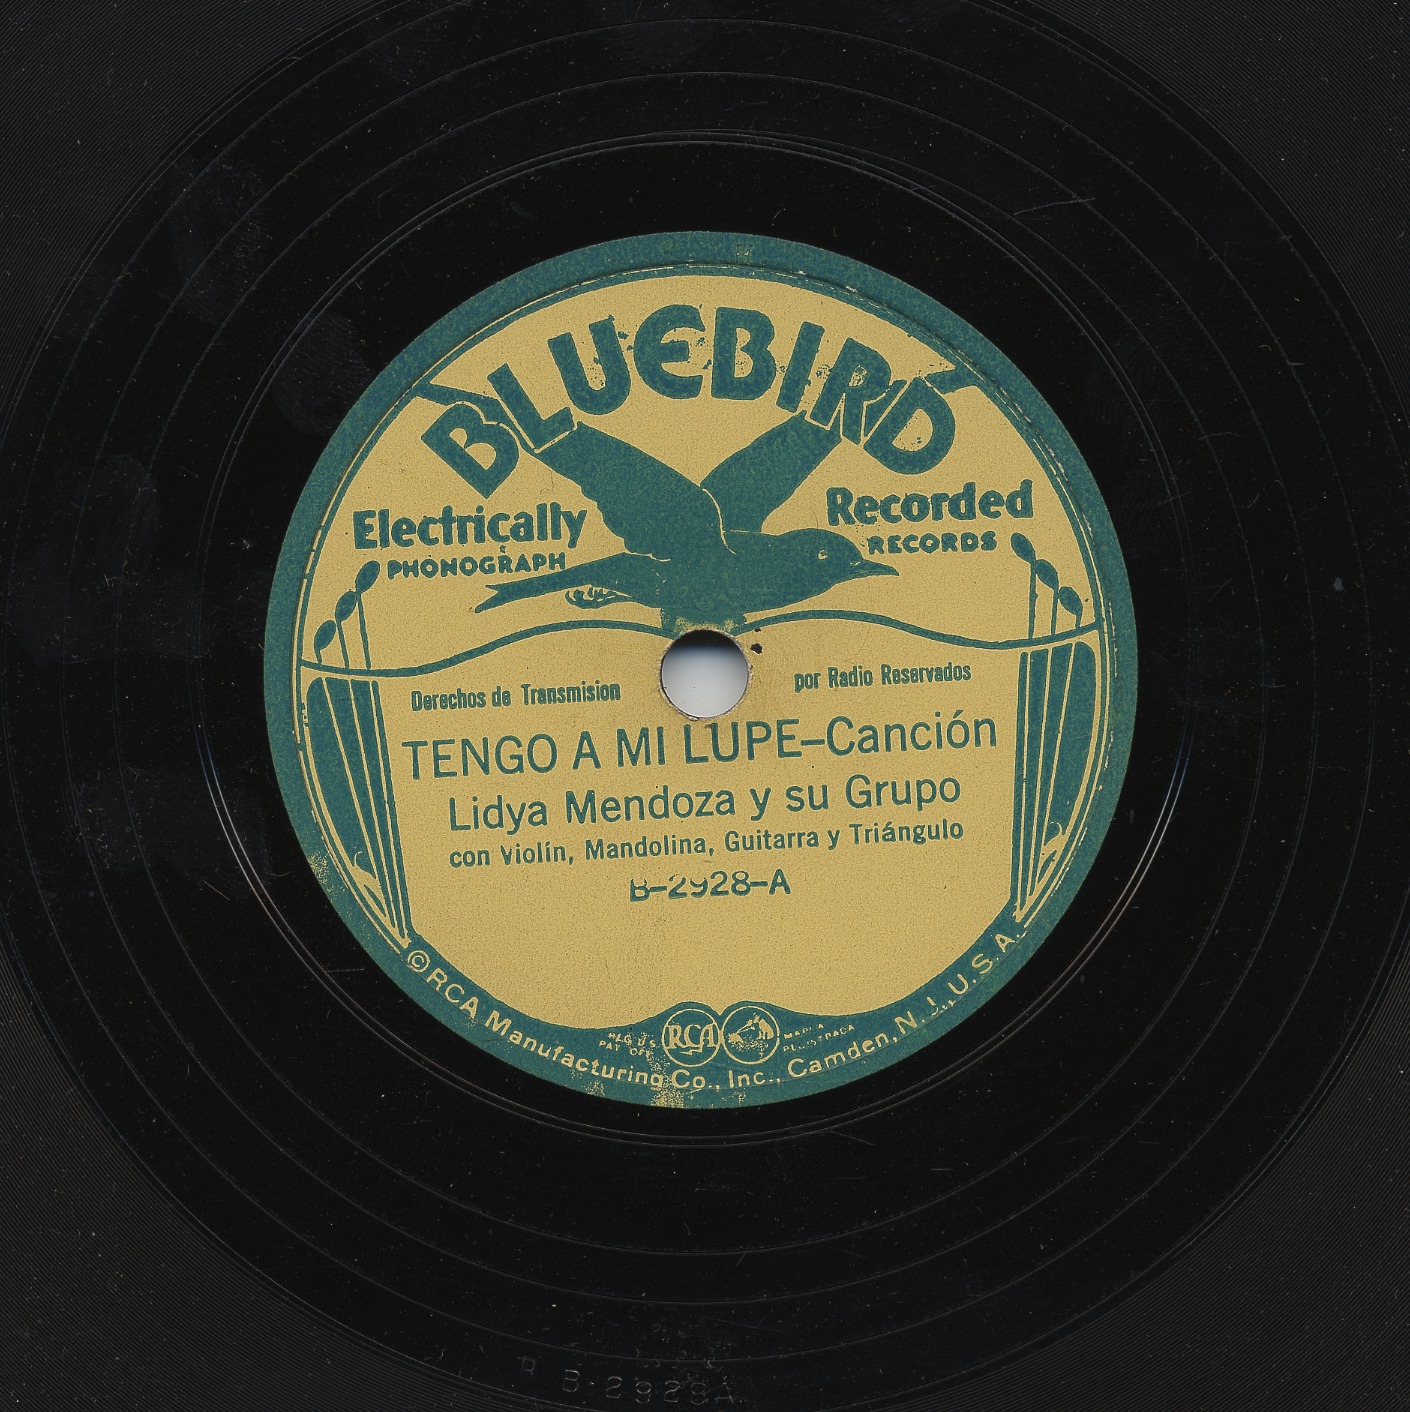 BLUEBIRD
Electrically Recorded
PHONOGRAPH RECORDS
Derechos de Transmision por Radio Reservados
TENGO A MI LUPE–Canción
Lidya Mendoza y su Grupo
con Violín, Mandolina, Guitarra y Triángulo
B–2928–A
RCA
©RCA Manufacturing Co., Inc., Camden, N. J., U. S. A.
B-2928A